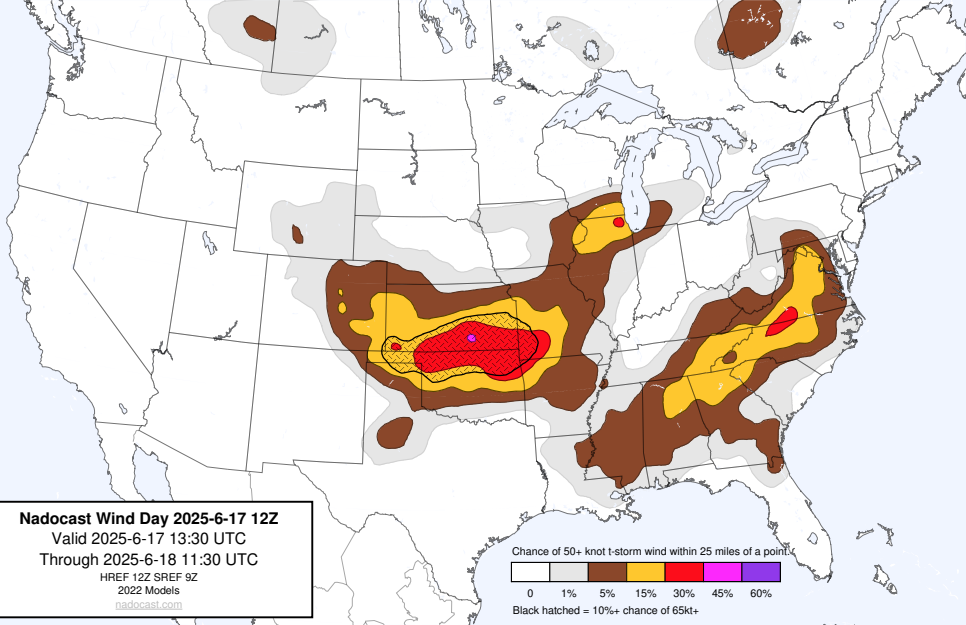 Nadocast Wind Day 2025-6-17 12Z
Valid 2025-6-17 13:30 UTC
Through 2025-6-18 11:30 UTC
HREF 12Z SREF 9Z
2022 Models
nadocast.com
Chance of 50+ knot t-storm wind within 25 miles of a point.
0 1% 5% 15% 30% 45% 60%
Black hatched = 10%+ chance of 65kt+